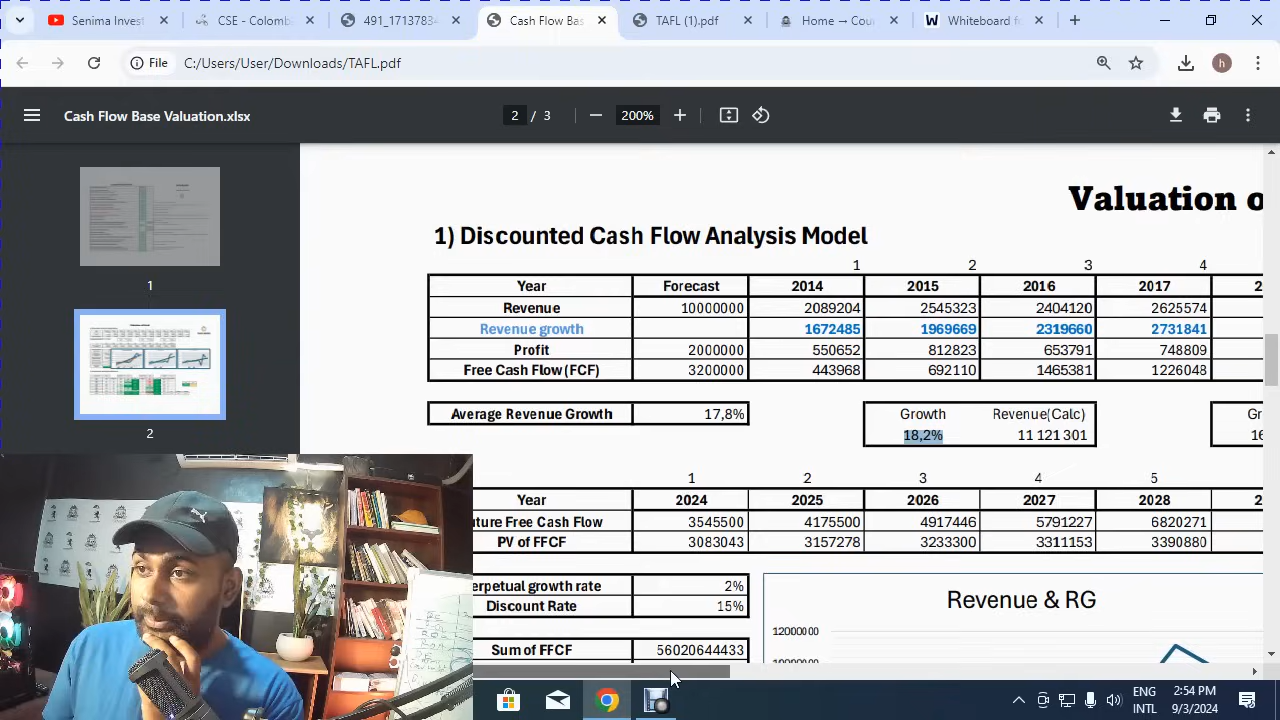 Senima Invest
CSE - Colomb
491_17137834
Cash Flow Bas
TAFL (1).pdf
Home → Cou
Whiteboard f
File
C:/Users/User/Downloads/TAFL.pdf
h
Cash Flow Base Valuation.xlsx
2 / 3
200%
1
2
Valuation o
1) Discounted Cash Flow Analysis Model
1 2 3 4
Year Forecast 2014 2015 2016 2017 2
Revenue 10000000 2089204 2545323 2404120 2625574
Revenue growth 1672485 1969669 2319660 2731841
Profit 2000000 550652 812823 653791 748809
Free Cash Flow (FCF) 3200000 443968 692110 1465381 1226048
Average Revenue Growth 17,8%
Growth Revenue(Calc) Gr
18,2% 11 121 301 16
1 2 3 4 5
Year 2024 2025 2026 2027 2028 2
uture Free Cash Flow 3545500 4175500 4917446 5791227 6820271
PV of FFCF 3083043 3157278 3233300 3311153 3390880
erpetual growth rate 2%
Discount Rate 15%
Sum of FFCF 56020644433
Revenue & RG
12000000
ENG
INTL
2:54 PM
9/3/2024